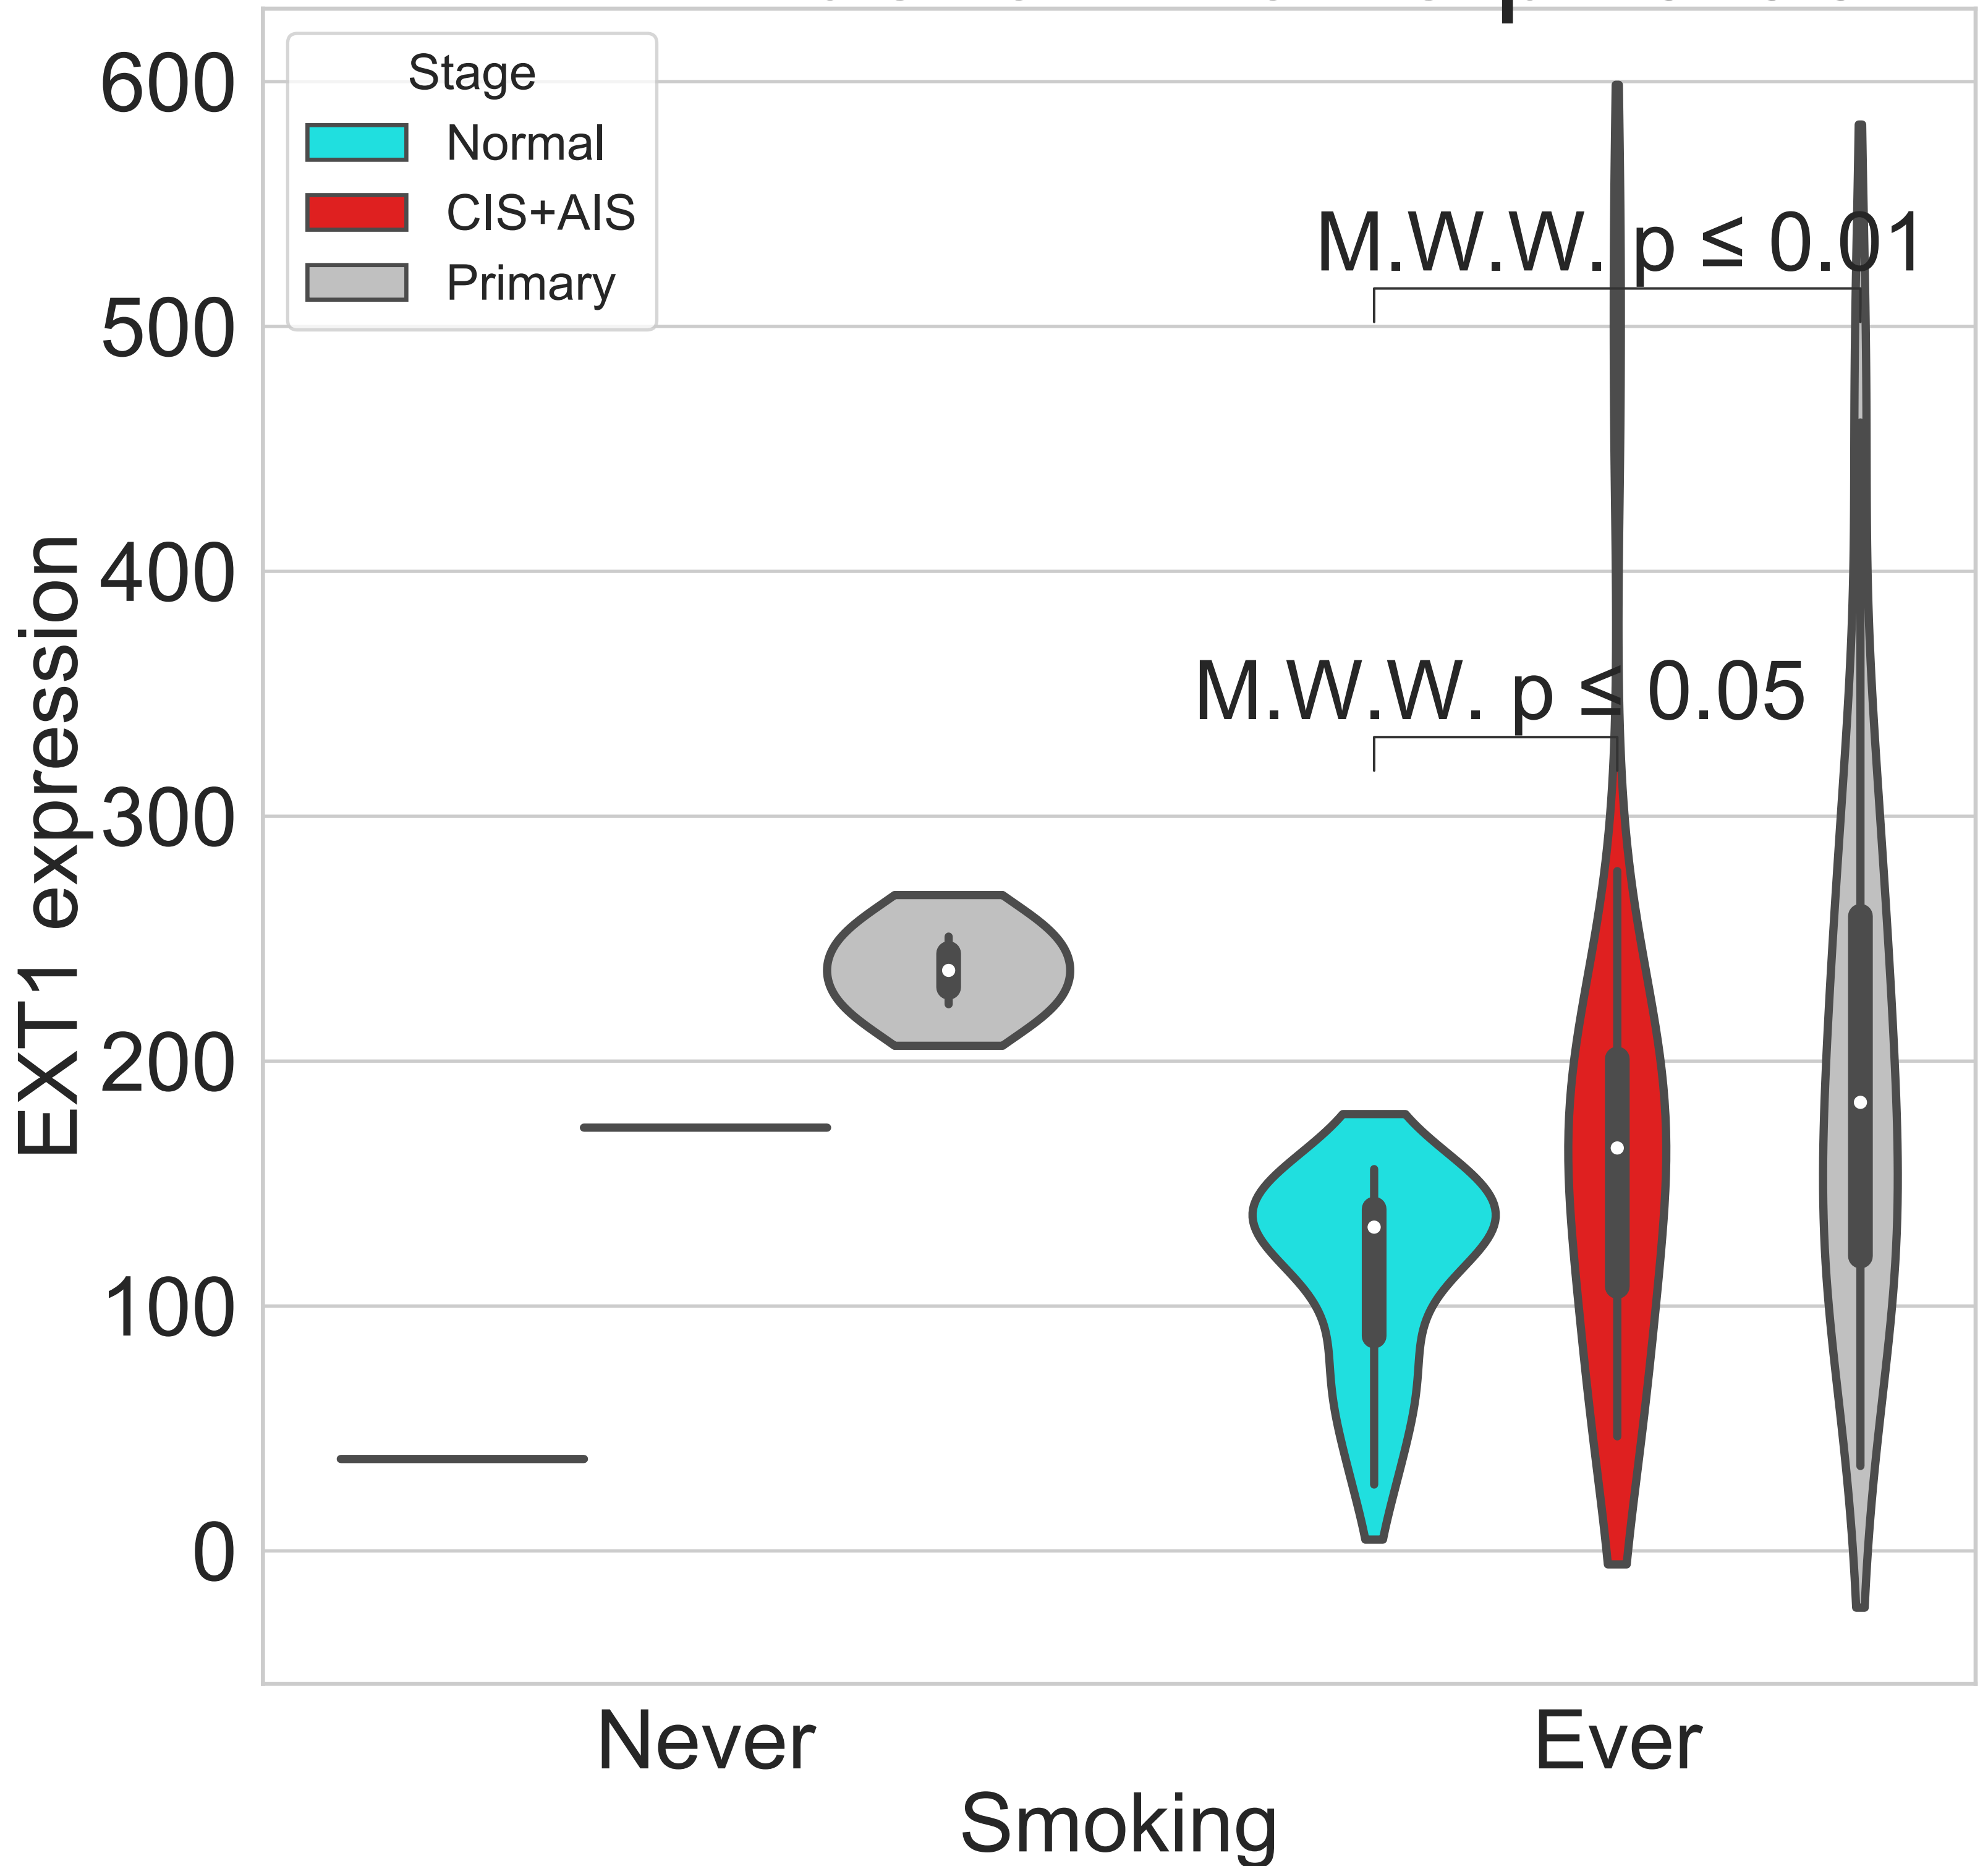 Stage
Normal
CIS+AIS
Primary
600
500
400
300
200
100
0
EXT1 expression
M.W.W. p ≤ 0.01
M.W.W. p ≤ 0.05
Never
Ever
Smoking